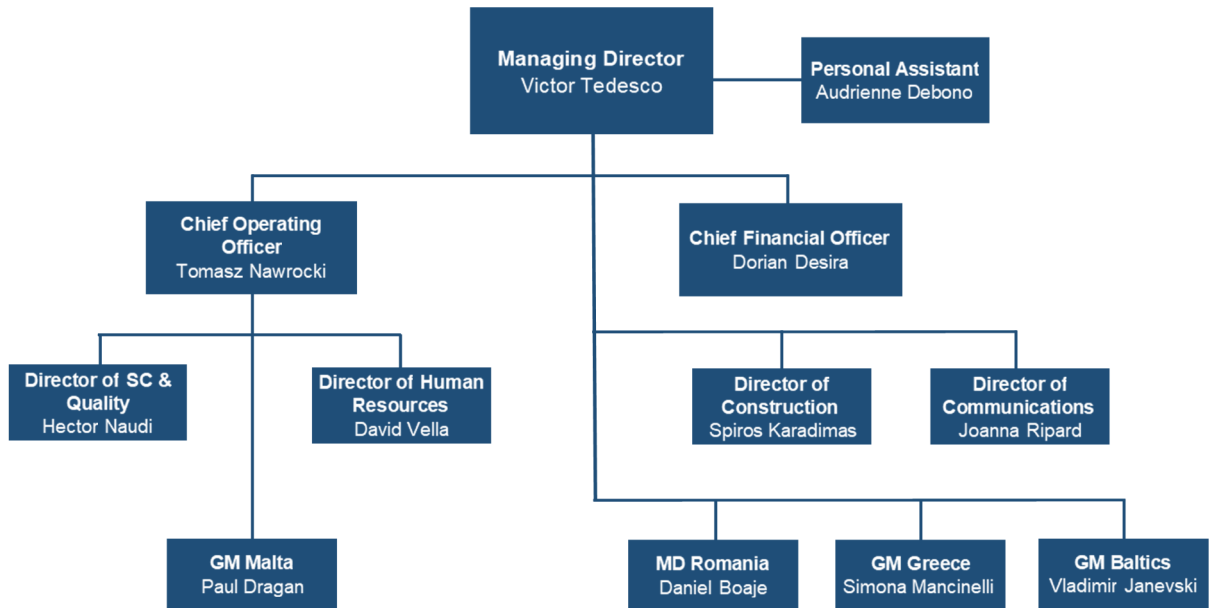 Managing Director
Victor Tedesco
Personal Assistant
Audrienne Debono
Chief Operating
Officer
Tomasz Nawrocki
Chief Financial Officer
Dorian Desira
Director of SC &
Quality
Hector Naudi
Director of Human
Resources
David Vella
Director of
Construction
Spiros Karadimas
Director of
Communications
Joanna Ripard
GM Malta
Paul Dragan
MD Romania
Daniel Boaje
GM Greece
Simona Mancinelli
GM Baltics
Vladimir Janevski